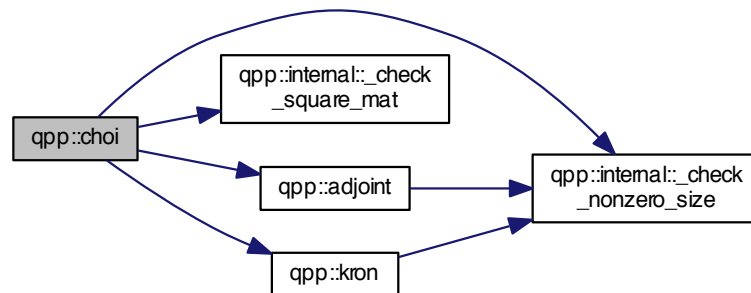 qpp::choi
qpp::internal::_check
_square_mat
qpp::adjoint
qpp::kron
qpp::internal::_check
_nonzero_size